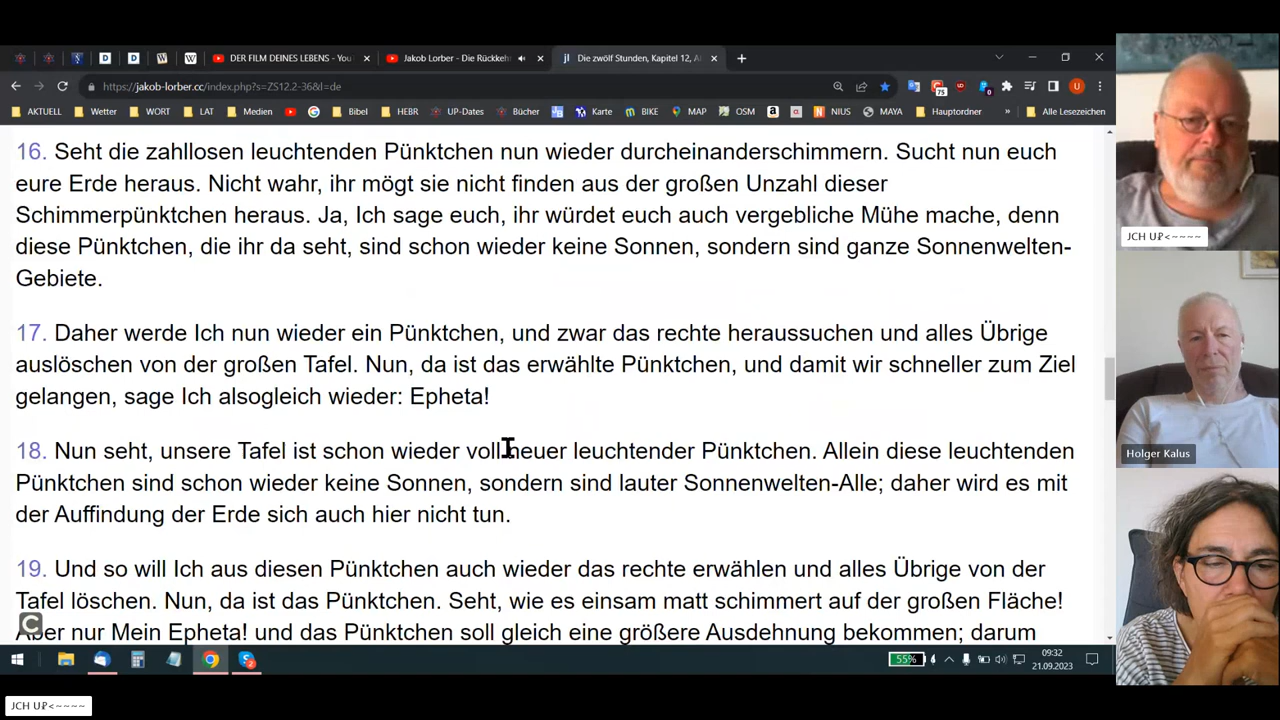 DER FILM DEINES LEBENS - You
Jakob Lorber - Die Rückkeh
jl Die zwölf Stunden, Kapitel 12, A
https://jakob-lorber.cc/index.php?s=ZS12.2-36&l=de
75
U
AKTUELL Wetter WORT LAT Medien Bibel HEBR UP-Dates Bücher Karte BIKE MAP OSM NIUS MAYA Hauptordner » Alle Lesezeichen
16. Seht die zahllosen leuchtenden Pünktchen nun wieder durcheinanderschimmern. Sucht nun euch
eure Erde heraus. Nicht wahr, ihr mögt sie nicht finden aus der großen Unzahl dieser
Schimmerpünktchen heraus. Ja, Ich sage euch, ihr würdet euch auch vergebliche Mühe mache, denn
diese Pünktchen, die ihr da seht, sind schon wieder keine Sonnen, sondern sind ganze Sonnenwelten-
Gebiete.
17. Daher werde Ich nun wieder ein Pünktchen, und zwar das rechte heraussuchen und alles Übrige
auslöschen von der großen Tafel. Nun, da ist das erwählte Pünktchen, und damit wir schneller zum Ziel
gelangen, sage Ich alsogleich wieder: Epheta!
18. Nun seht, unsere Tafel ist schon wieder voll neuer leuchtender Pünktchen. Allein diese leuchtenden
Pünktchen sind schon wieder keine Sonnen, sondern sind lauter Sonnenwelten-Alle; daher wird es mit
der Auffindung der Erde sich auch hier nicht tun.
19. Und so will Ich aus diesen Pünktchen auch wieder das rechte erwählen und alles Übrige von der
Tafel löschen. Nun, da ist das Pünktchen. Seht, wie es einsam matt schimmert auf der großen Fläche!
Aber nur Mein Epheta! und das Pünktchen soll gleich eine größere Ausdehnung bekommen; darum
55%
09:32
21.09.2023
Holger Kalus